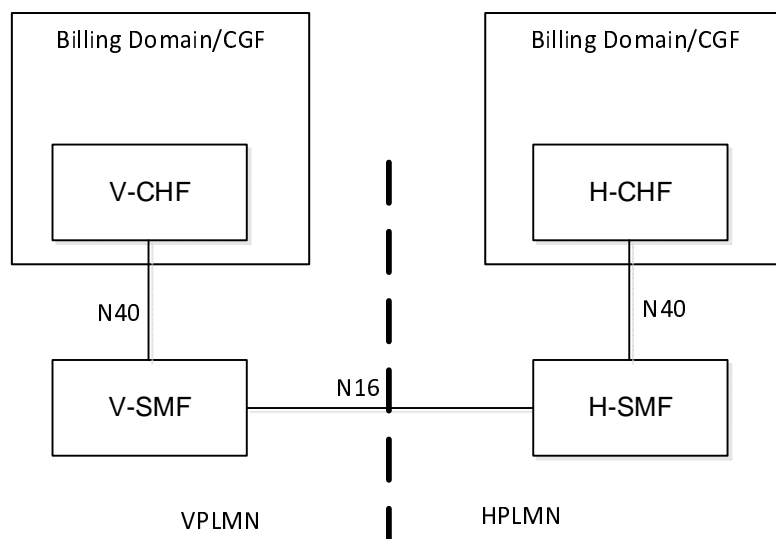 Billing Domain/CGF
Billing Domain/CGF
V-CHF
H-CHF
N40
N40
V-SMF
N16
H-SMF
VPLMN
HPLMN